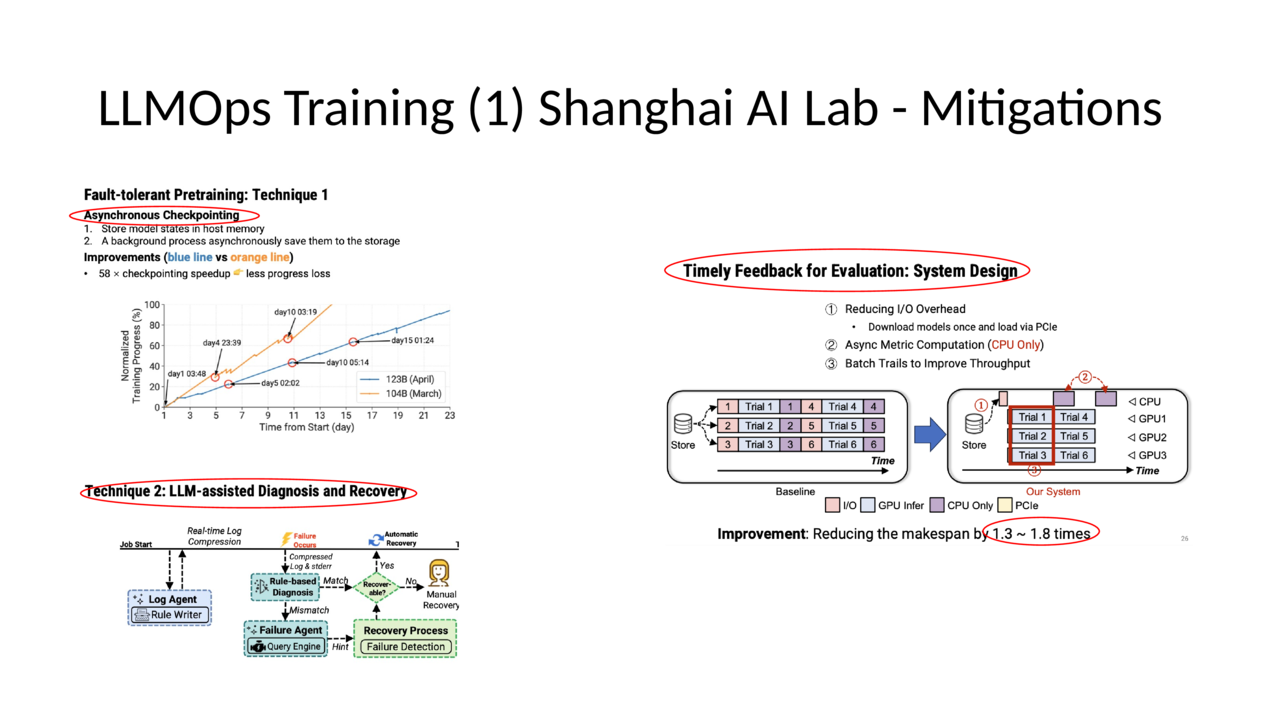 LLMOps Training (1) Shanghai AI Lab - Mitigations
Fault-tolerant Pretraining: Technique 1
Asynchronous Checkpointing
1. Store model states in host memory
2. A background process asynchronously save them to the storage
Improvements (blue line vs orange line)
• 58 × checkpointing speedup 👉 less progress loss
Normalized
Training Progress (%)
100
80
60
40
20
0
day1 03:48
day4 23:39
day10 03:19
day5 02:02
day10 05:14
day15 01:24
123B (April)
104B (March)
1 3 5 7 9 11 13 15 17 19 21 23
Time from Start (day)
Technique 2: LLM-assisted Diagnosis and Recovery
Job Start
Real-time Log
Compression
Failure
Occurs
Automatic
Recovery
Compressed
Log & stderr
Yes
Rule-based
Diagnosis
Match
Recover-
able?
No
Manual
Recovery
Mismatch
Log Agent
Rule Writer
Failure Agent
Query Engine
Hint
Recovery Process
Failure Detection
Timely Feedback for Evaluation: System Design
① Reducing I/O Overhead
• Download models once and load via PCIe
② Async Metric Computation (CPU Only)
③ Batch Trails to Improve Throughput
Store
1 Trial 1 1 4 Trial 4 4
2 Trial 2 2 5 Trial 5 5
3 Trial 3 3 6 Trial 6 6
Time
Baseline
①
②
③
Store
Trial 1 Trial 4
Trial 2 Trial 5
Trial 3 Trial 6
CPU
GPU1
GPU2
GPU3
Time
Our System
I/O GPU Infer CPU Only PCIe
Improvement: Reducing the makespan by 1.3 ~ 1.8 times
26